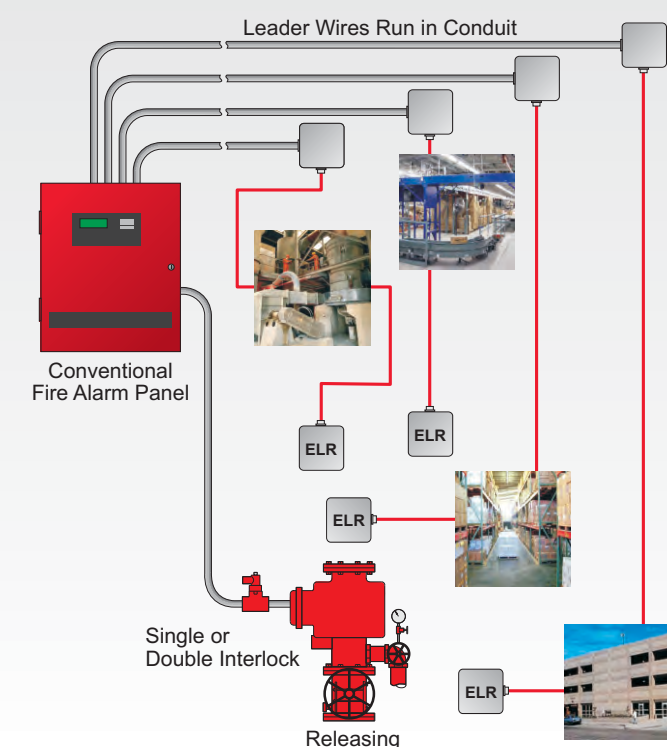 Leader Wires Run in Conduit
Conventional
Fire Alarm Panel
ELR
ELR
ELR
Single or
Double Interlock
ELR
Releasing